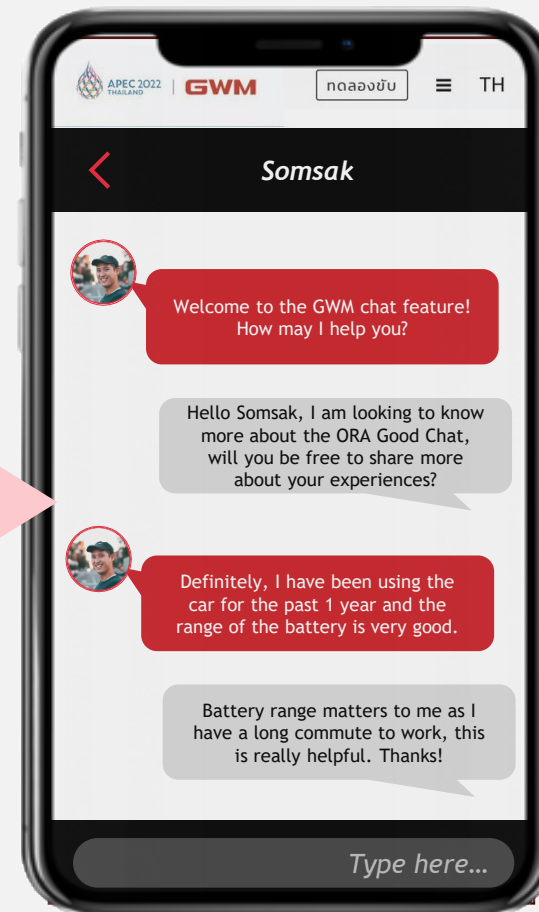 APEC 2022
THAILAND
GWM
ทดลองขับ
TH
Somsak
Welcome to the GWM chat feature!
How may I help you?
Hello Somsak, I am looking to know
more about the ORA Good Chat,
will you be free to share more
about your experiences?
Definitely, I have been using the
car for the past 1 year and the
range of the battery is very good.
Battery range matters to me as I
have a long commute to work, this
is really helpful. Thanks!
Type here…